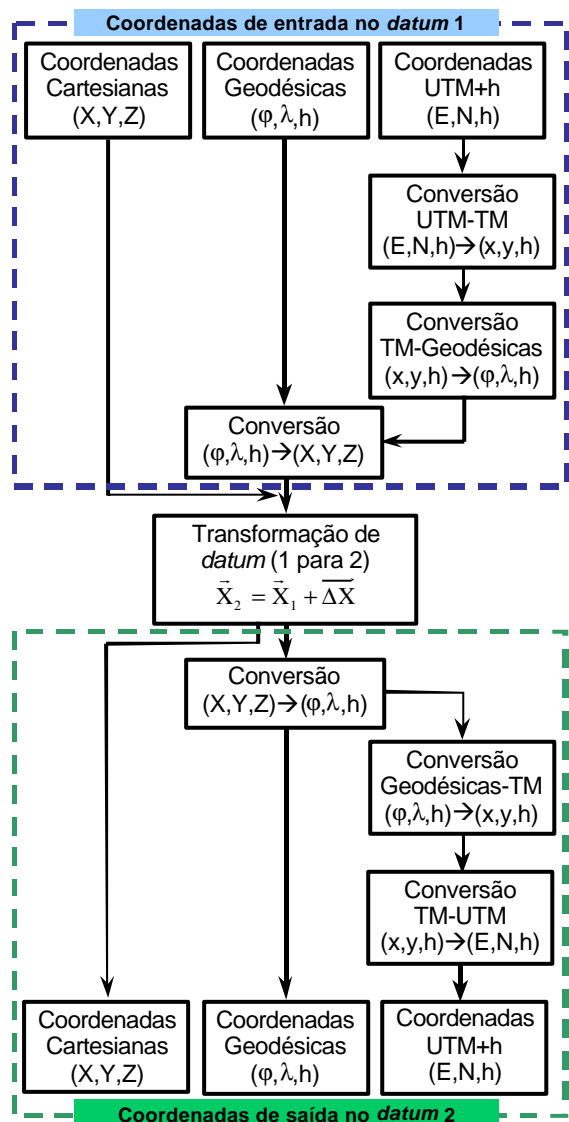 Coordenadas de entrada no datum 1
Coordenadas
Cartesianas
(X,Y,Z)
Coordenadas
Geodésicas
(φ,λ,h)
Coordenadas
UTM+h
(E,N,h)
Conversão
UTM-TM
(E,N,h)→(x,y,h)
Conversão
TM-Geodésicas
(x,y,h)→(φ,λ,h)
Conversão
(φ,λ,h)→(X,Y,Z)
Transformação de
datum (1 para 2)
X⃗₂ = X⃗₁ + ΔX⃗
Conversão
(X,Y,Z)→(φ,λ,h)
Conversão
Geodésicas-TM
(φ,λ,h)→(x,y,h)
Conversão
TM-UTM
(x,y,h)→(E,N,h)
Coordenadas
Cartesianas
(X,Y,Z)
Coordenadas
Geodésicas
(φ,λ,h)
Coordenadas
UTM+h
(E,N,h)
Coordenadas de saída no datum 2